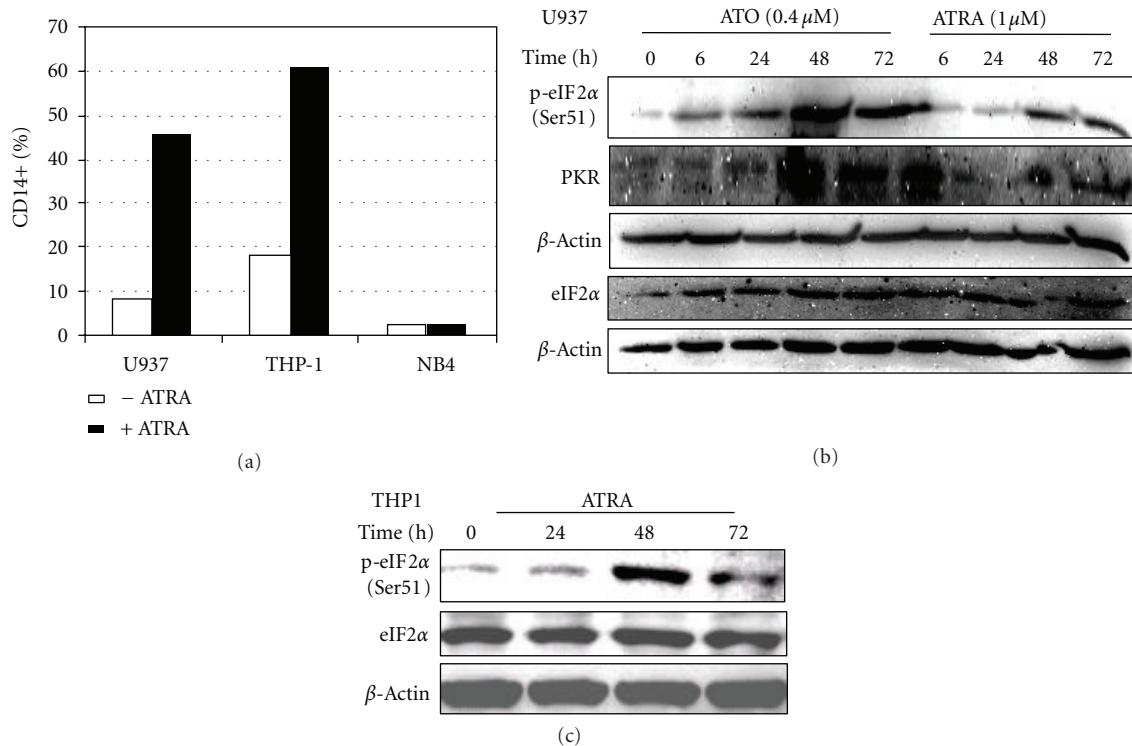 70
60
50
40
30
20
10
0
CD14+ (%)
U937 THP-1 NB4
− ATRA
+ ATRA
(a)
U937 ATO (0.4 μM) ATRA (1 μM)
Time (h) 0 6 24 48 72 6 24 48 72
p-eIF2α
(Ser51)
PKR
β-Actin
eIF2α
β-Actin
(b)
THP1 ATRA
Time (h) 0 24 48 72
p-eIF2α
(Ser51)
eIF2α
β-Actin
(c)